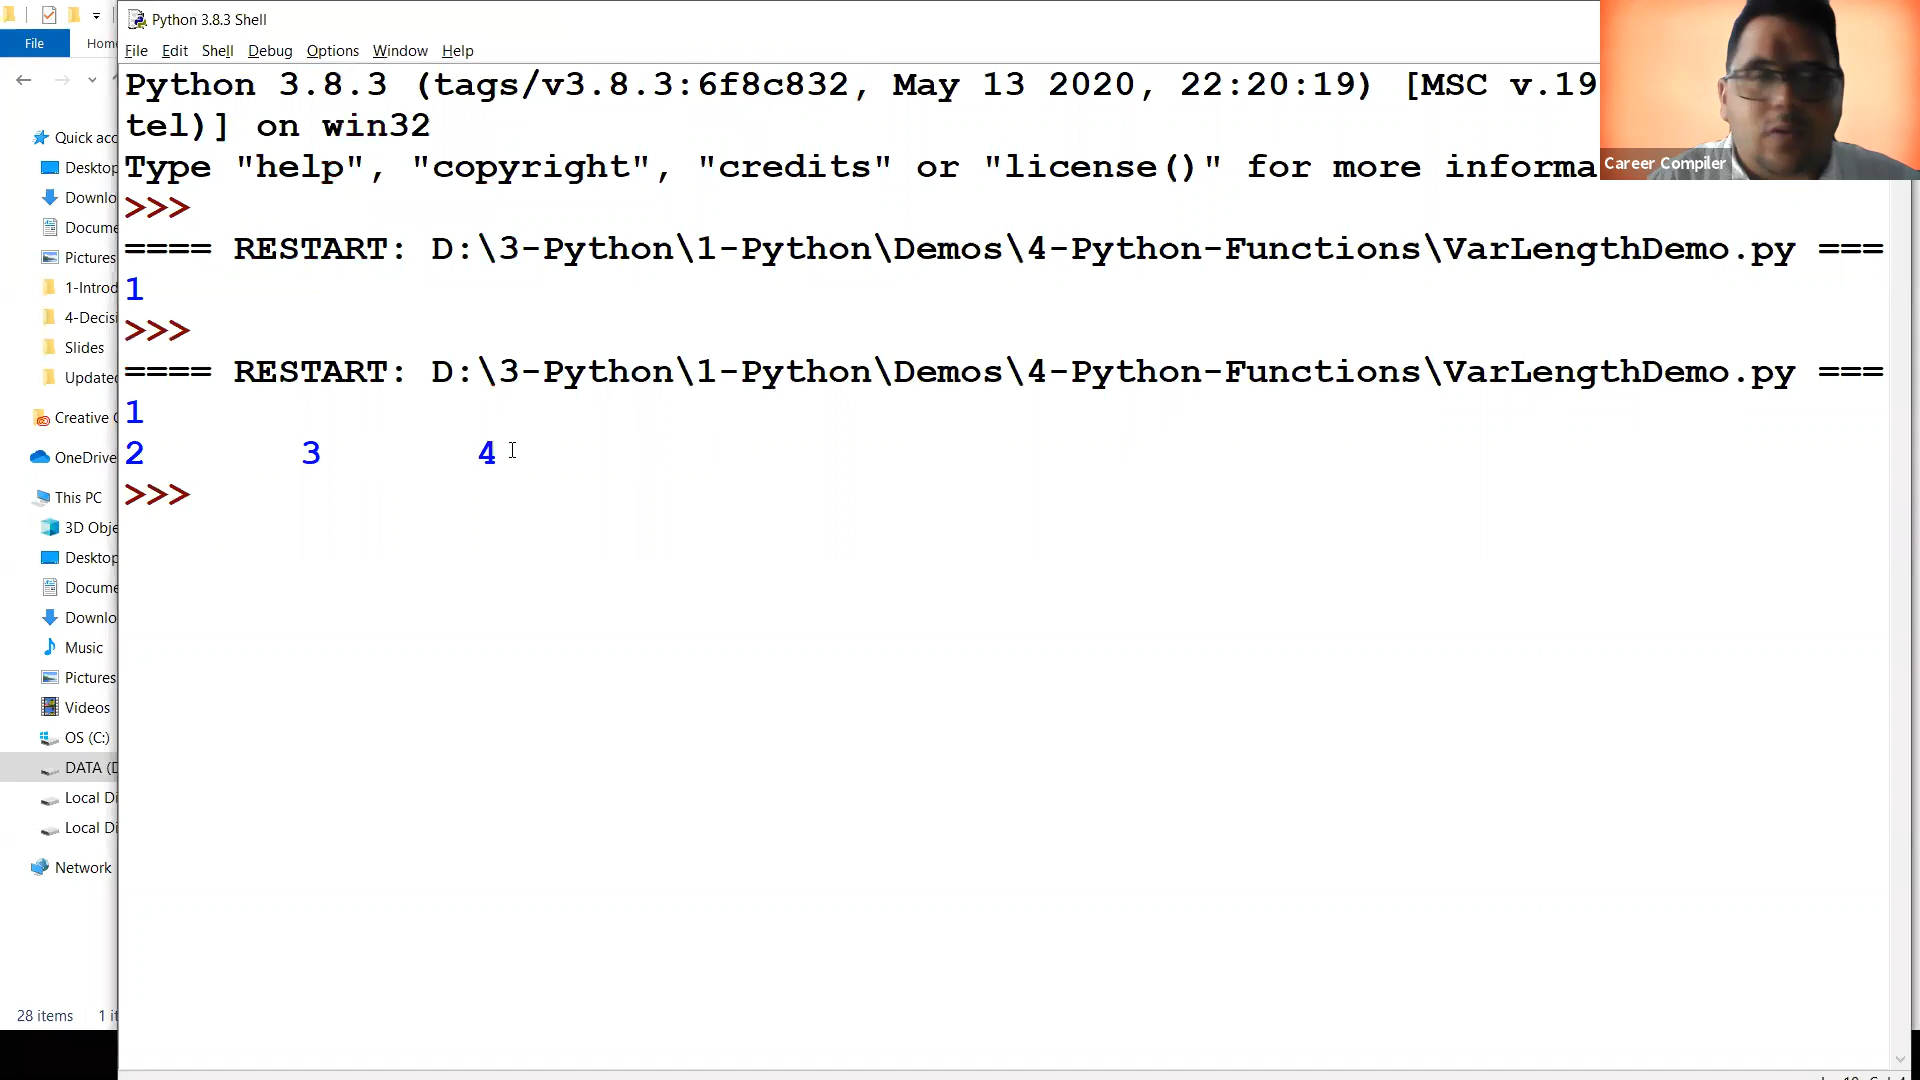 Python 3.8.3 Shell
File
Home
File Edit Shell Debug Options Window Help
Python 3.8.3 (tags/v3.8.3:6f8c832, May 13 2020, 22:20:19) [MSC v.19
tel)] on win32
Type "help", "copyright", "credits" or "license()" for more informa
Career Compiler
>>>
==== RESTART: D:\3-Python\1-Python\Demos\4-Python-Functions\VarLengthDemo.py ===
1
>>>
==== RESTART: D:\3-Python\1-Python\Demos\4-Python-Functions\VarLengthDemo.py ===
1
2 3 4
>>>
Quick acc
Desktop
Downlo
Docume
Pictures
1-Introd
4-Decisi
Slides
Update
Creative C
OneDrive
This PC
3D Obje
Desktop
Docume
Downlo
Music
Pictures
Videos
OS (C:)
DATA (D
Local Di
Local Di
Network
28 items 1 it